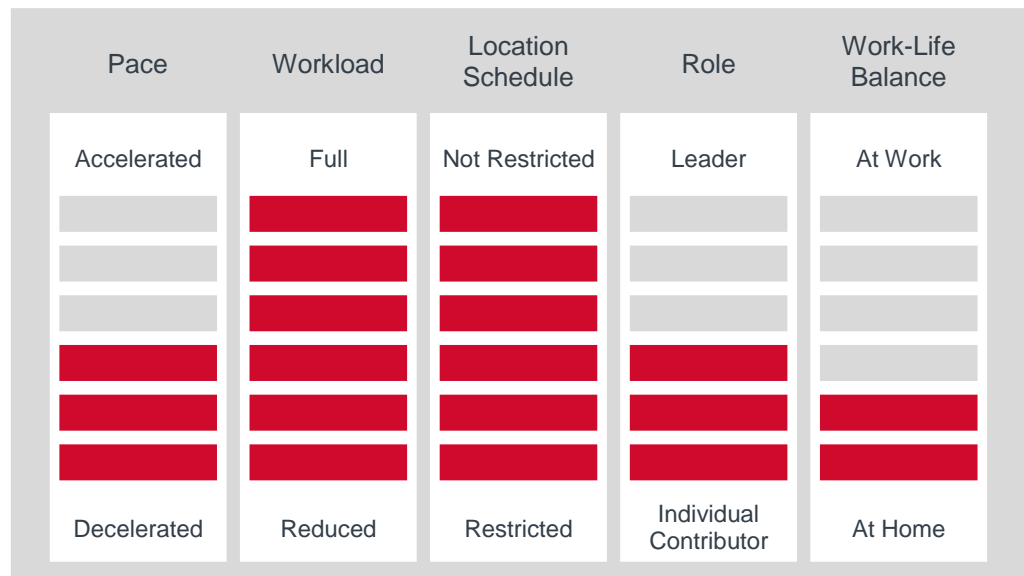 Pace
Workload
Location
Schedule
Role
Work-Life
Balance
Accelerated
Full
Not Restricted
Leader
At Work
Decelerated
Reduced
Restricted
Individual
Contributor
At Home